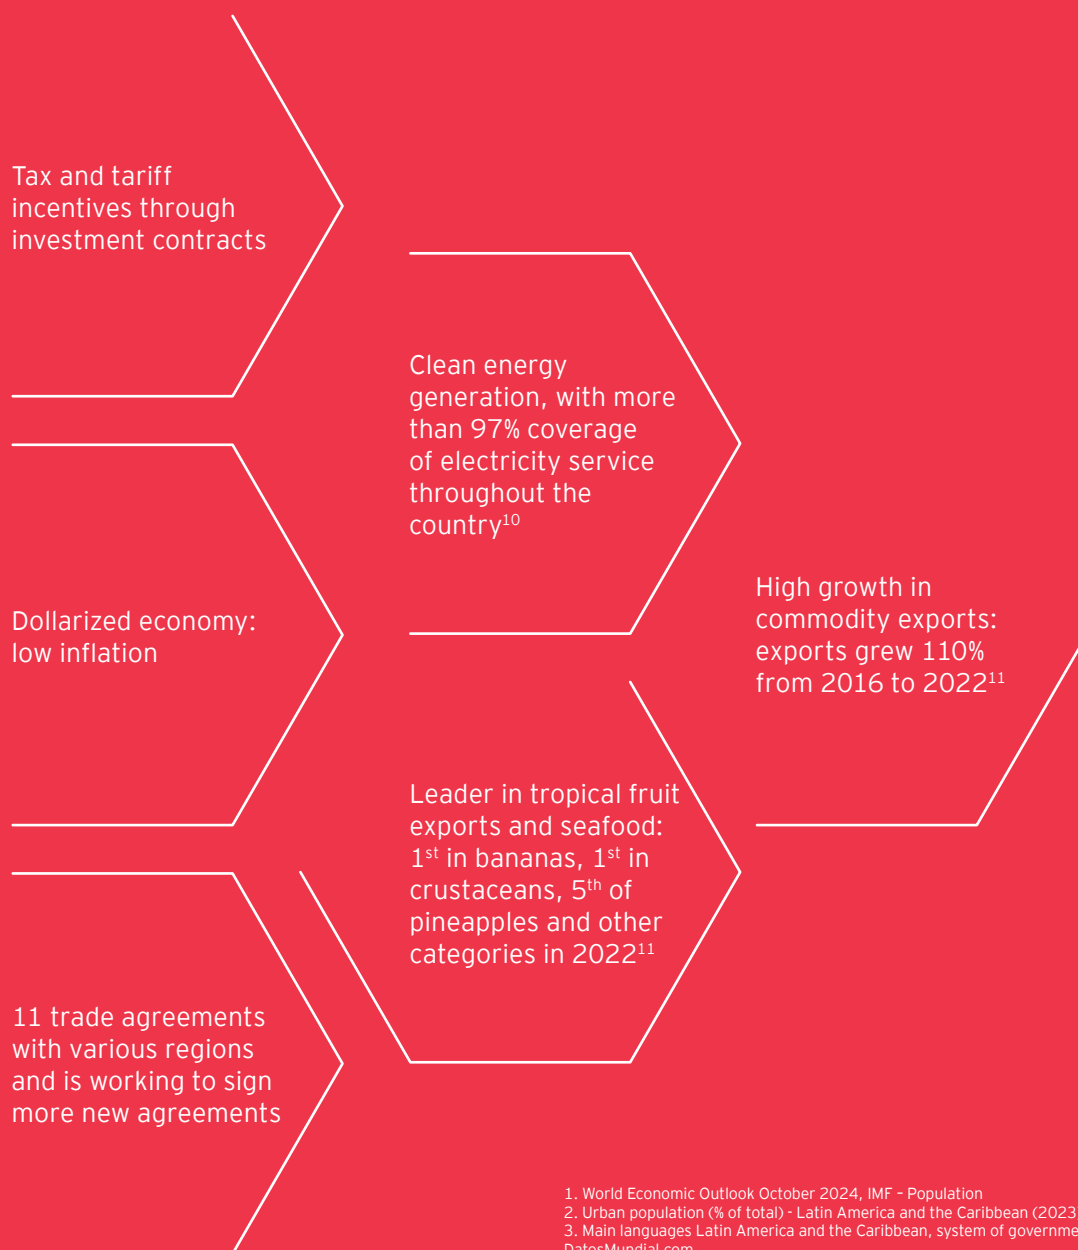 Tax and tariff
incentives through
investment contracts
Clean energy
generation, with more
than 97% coverage
of electricity service
throughout the
country¹⁰
Dollarized economy:
low inflation
High growth in
commodity exports:
exports grew 110%
from 2016 to 2022¹¹
Leader in tropical fruit
exports and seafood:
1ˢᵗ in bananas, 1ˢᵗ in
crustaceans, 5ᵗʰ of
pineapples and other
categories in 2022¹¹
11 trade agreements
with various regions
and is working to sign
more new agreements
1. World Economic Outlook October 2024, IMF – Population
2. Urban population (% of total) - Latin America and the Caribbean (2023
3. Main languages Latin America and the Caribbean, system of governme
DatosMundial.com